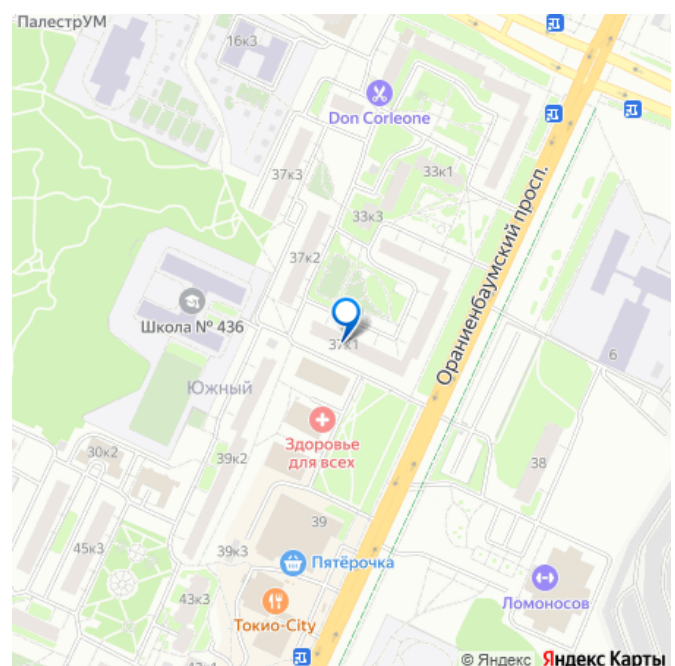 ПалеструМ
16к3
Don Corleone
37к3
33к1
33к3
Ораниенбаумский просп.
37к2
Школа № 436
37к1
6
Южный
Здоровье
для всех
30к2
39к2
38
45к3
39
39к3
Пятёрочка
43к3
Ломоносов
Токио-City
© Яндекс Яндекс Карты